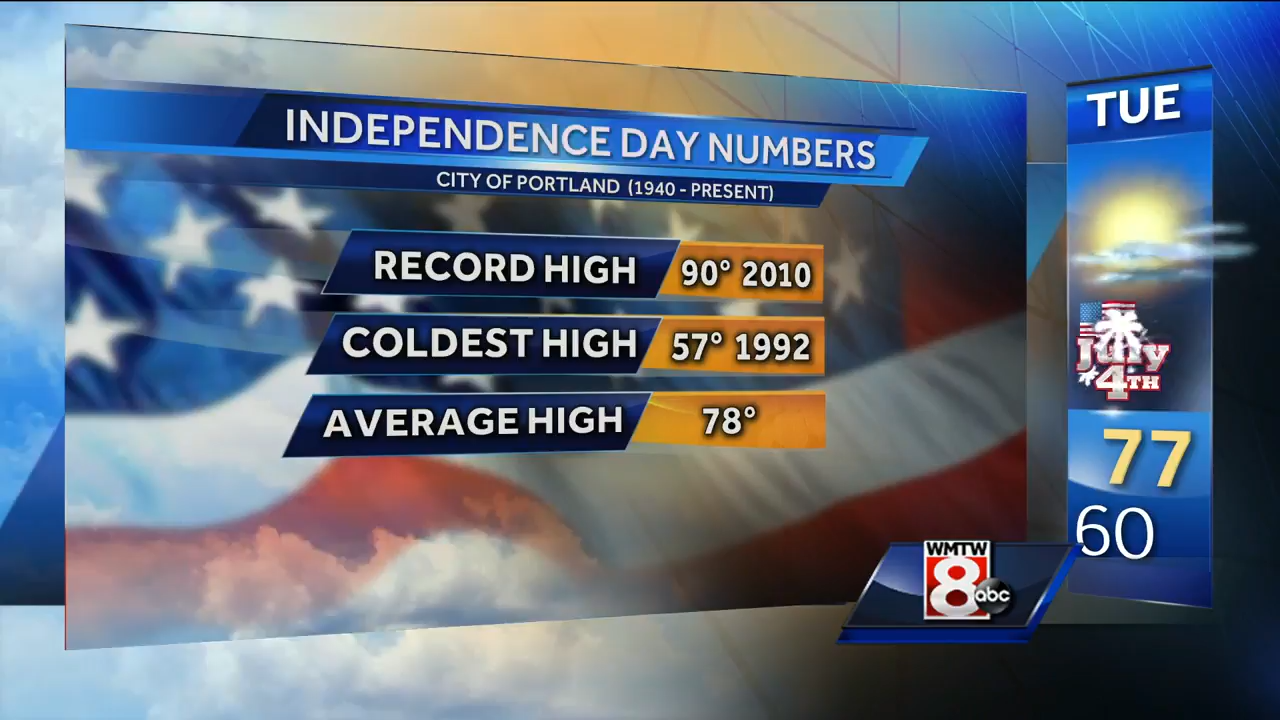 INDEPENDENCE DAY NUMBERS
CITY OF PORTLAND (1940 - PRESENT)
RECORD HIGH 90° 2010
COLDEST HIGH 57° 1992
AVERAGE HIGH 78°
TUE
July
4TH
77
60
WMTW
8
abc